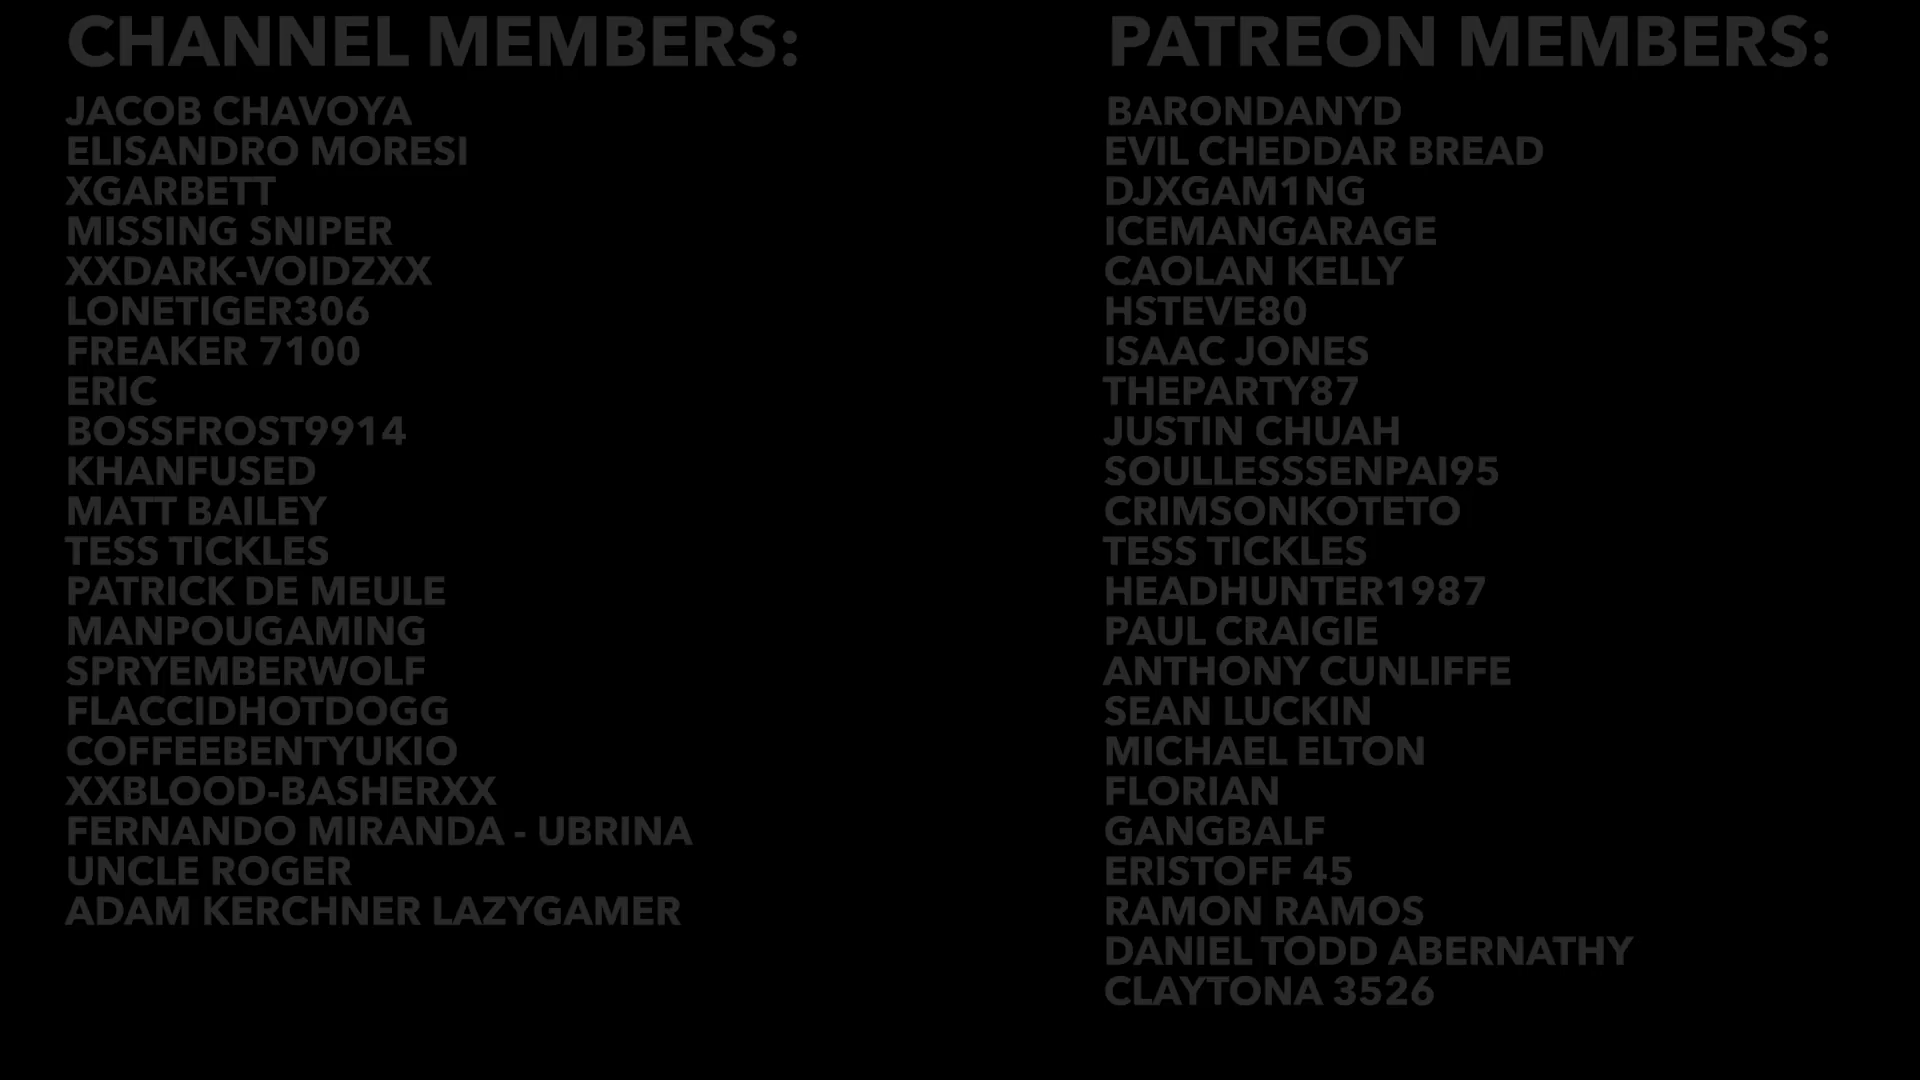 CHANNEL MEMBERS:
JACOB CHAVOYA
ELISANDRO MORESI
XGARBETT
MISSING SNIPER
XXDARK-VOIDZXX
LONETIGER306
FREAKER 7100
ERIC
BOSSFROST9914
KHANFUSED
MATT BAILEY
TESS TICKLES
PATRICK DE MEULE
MANPOUGAMING
SPRYEMBERWOLF
FLACCIDHOTDOGG
COFFEEBENTYUKIO
XXBLOOD-BASHERXX
FERNANDO MIRANDA - UBRINA
UNCLE ROGER
ADAM KERCHNER LAZYGAMER
PATREON MEMBERS:
BARONDANYD
EVIL CHEDDAR BREAD
DJXGAM1NG
ICEMANGARAGE
CAOLAN KELLY
HSTEVE80
ISAAC JONES
THEPARTY87
JUSTIN CHUAH
SOULLESSSENPAI95
CRIMSONKOTETO
TESS TICKLES
HEADHUNTER1987
PAUL CRAIGIE
ANTHONY CUNLIFFE
SEAN LUCKIN
MICHAEL ELTON
FLORIAN
GANGBALF
ERISTOFF 45
RAMON RAMOS
DANIEL TODD ABERNATHY
CLAYTONA 3526